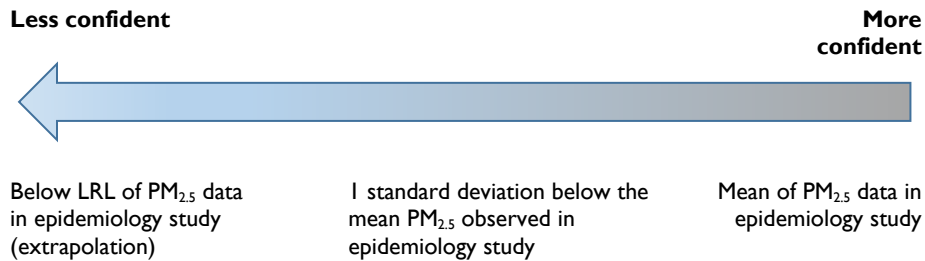 Less confident
More
confident
Below LRL of PM2.5 data
in epidemiology study
(extrapolation)
1 standard deviation below the
mean PM2.5 observed in
epidemiology study
Mean of PM2.5 data in
epidemiology study